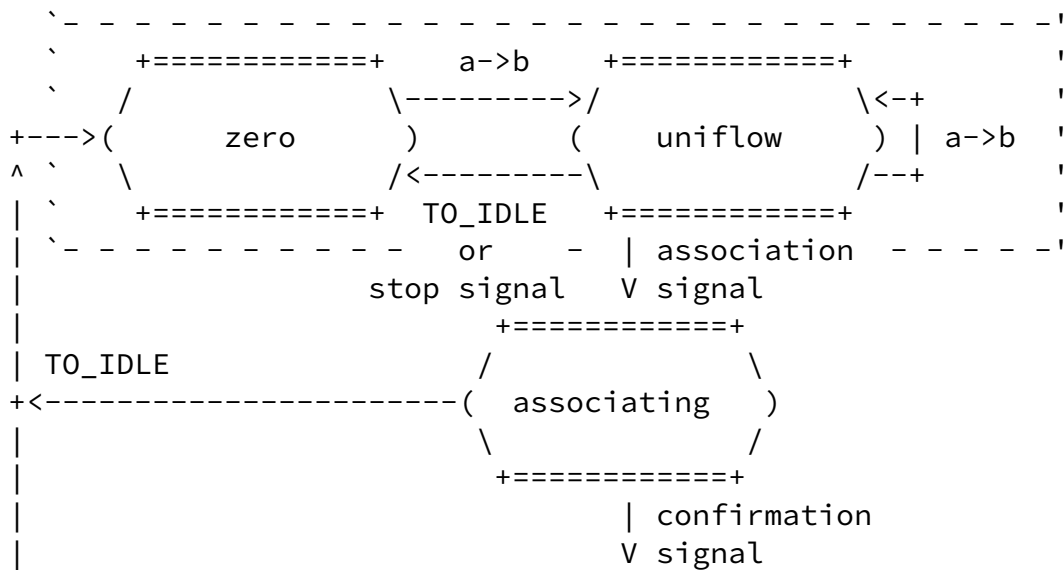 `- - - - - - - - - - - - - - - - - - - - - - - - - -'
` +============+ a->b +============+ '
` / \--------->/ \<-+ '
+--->( zero ) ( uniflow ) | a->b '
^ ` \ /<---------\ /--+ '
| ` +============+ TO_IDLE +============+ '
| `- - - - - - - - - - - or - | association - - - - -'
| stop signal V signal
| +============+
| TO_IDLE / \
+<-----------------------( associating )
| \ /
| +============+
| | confirmation
| V signal